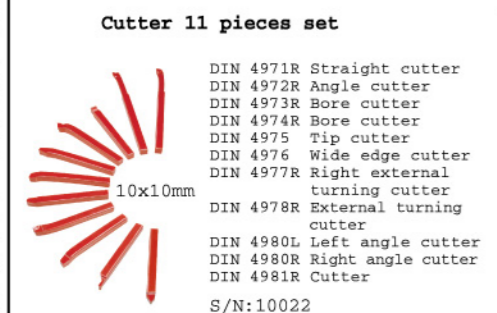 Cutter 11 pieces set
DIN 4971R Straight cutter
DIN 4972R Angle cutter
DIN 4973R Bore cutter
DIN 4974R Bore cutter
DIN 4975 Tip cutter
DIN 4976 Wide edge cutter
DIN 4977R Right external
turning cutter
10x10mm
DIN 4978R External turning
cutter
DIN 4980L Left angle cutter
DIN 4980R Right angle cutter
DIN 4981R Cutter
S/N:10022